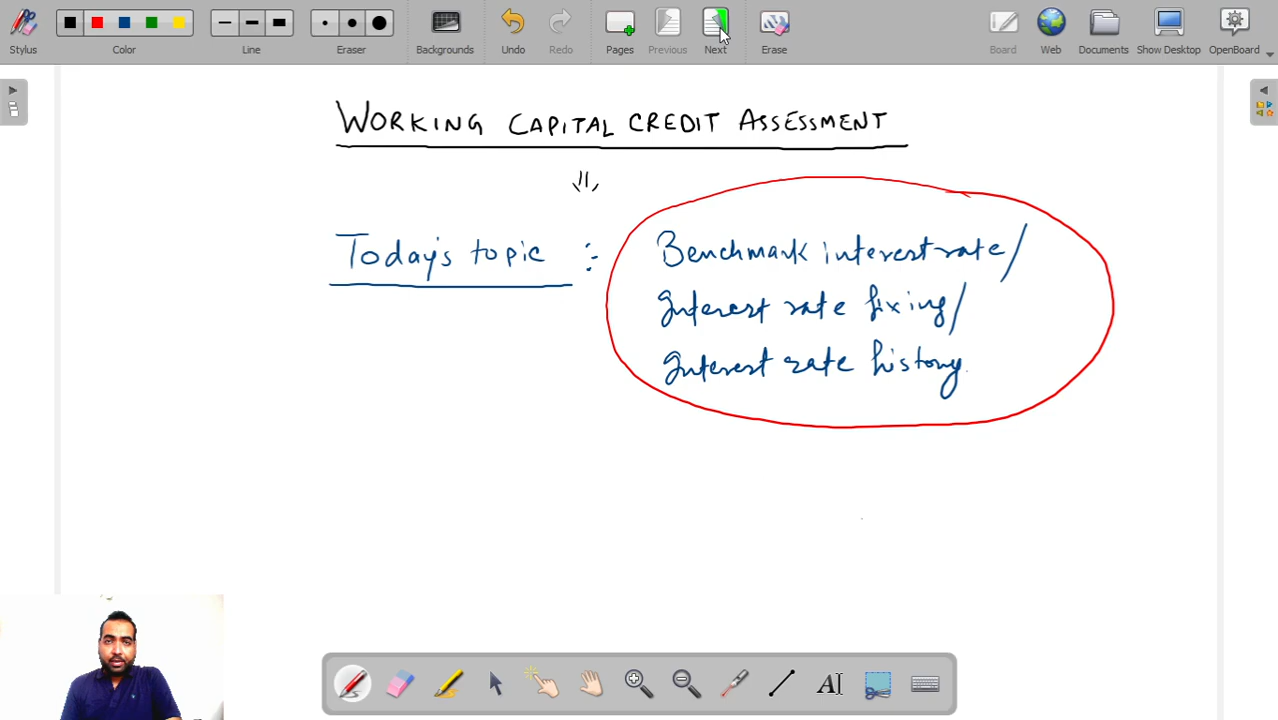 Stylus
Color
Line
Eraser
Backgrounds
Undo
Redo
Pages
Previous
Next
Erase
Board
Web
Documents
Show Desktop
OpenBoard
WORKING CAPITAL CREDIT ASSESSMENT
Today's topic : Benchmark interest rate/
Interest rate fixing/
Interest rate history.
AI